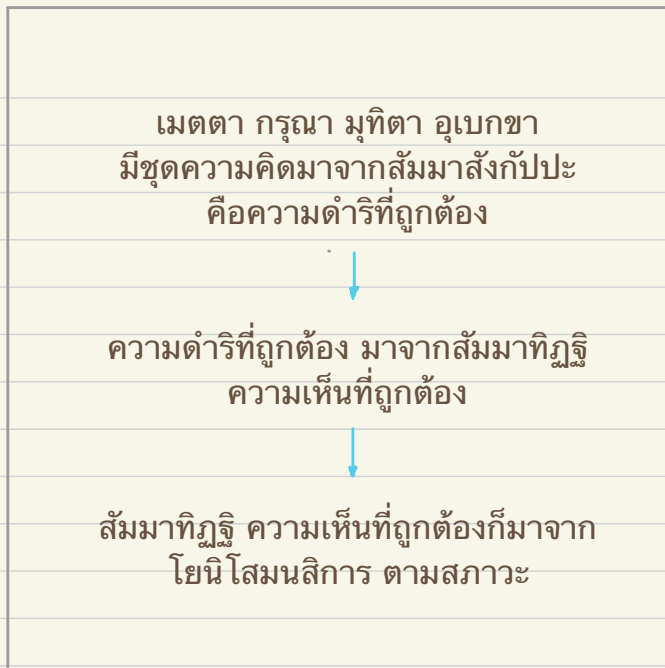 เมตตา กรุณา มุทิตา อุเบกขา
มีชุดความคิดมาจากสัมมาสังกัปปะ
คือความดำริที่ถูกต้อง
ความดำริที่ถูกต้อง มาจากสัมมาทิฏฐิ
ความเห็นที่ถูกต้อง
สัมมาทิฏฐิ ความเห็นที่ถูกต้องก็มาจาก
โยนิโสมนสิการ ตามสภาวะ